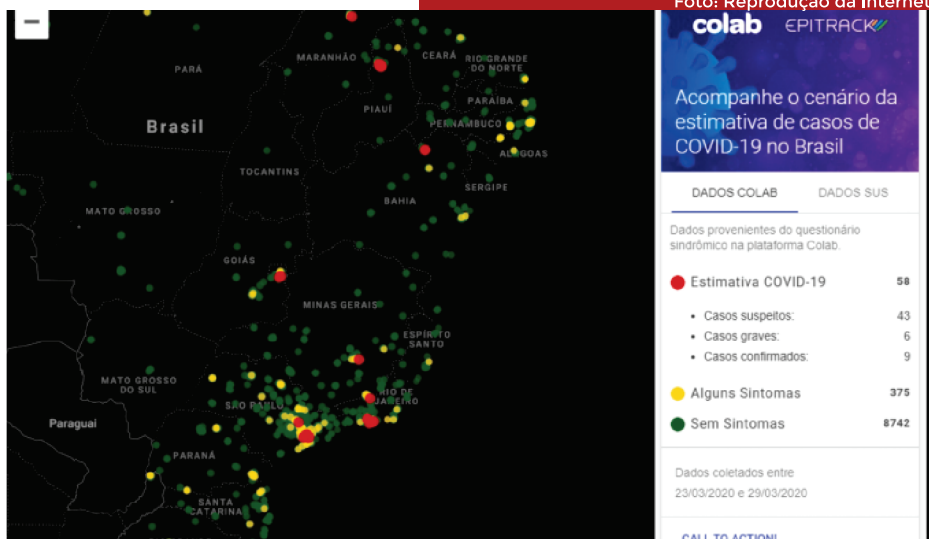 Foto: Reprodução da Internet
colab EPITRACK
Acompanhe o cenário da
estimativa de casos de
COVID-19 no Brasil
DADOS COLAB DADOS SUS
Dados provenientes do questionário
sindrômico na plataforma Colab.
Estimativa COVID-19 58
• Casos suspeitos: 43
• Casos graves: 6
• Casos confirmados: 9
Alguns Sintomas 375
Sem Sintomas 8742
Dados coletados entre
23/03/2020 e 29/03/2020
CALL TO ACTION!
PARÁ
MARANHÃO
CEARÁ
RIO GRANDE
DO NORTE
PIAUÍ
PARAÍBA
PERNAMBUCO
Brasil
ALAGOAS
TOCANTINS
SERGIPE
BAHIA
MATO GROSSO
GOIÁS
MINAS GERAIS
ESPÍRITO
SANTO
MATO GROSSO
DO SUL
RIO DE
JANEIRO
SÃO PAULO
Paraguai
PARANÁ
SANTA
CATARINA